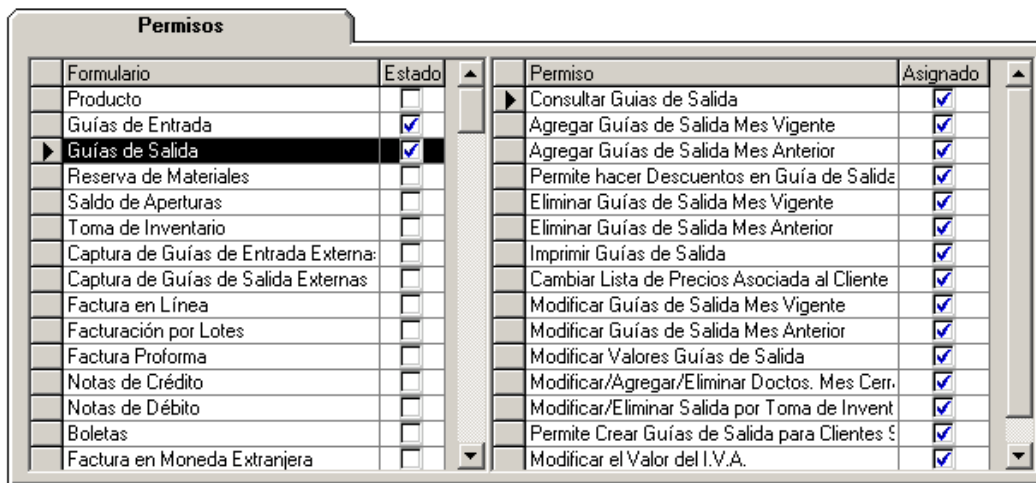 Permisos
Formulario Estado
Producto
Guías de Entrada
Guías de Salida
Reserva de Materiales
Saldo de Aperturas
Toma de Inventario
Captura de Guías de Entrada Externa
Captura de Guías de Salida Externas
Factura en Línea
Facturación por Lotes
Factura Proforma
Notas de Crédito
Notas de Débito
Boletas
Factura en Moneda Extranjera
Permiso Asignado
Consultar Guias de Salida
Agregar Guías de Salida Mes Vigente
Agregar Guías de Salida Mes Anterior
Permite hacer Descuentos en Guía de Salida
Eliminar Guías de Salida Mes Vigente
Eliminar Guías de Salida Mes Anterior
Imprimir Guías de Salida
Cambiar Lista de Precios Asociada al Cliente
Modificar Guías de Salida Mes Vigente
Modificar Guías de Salida Mes Anterior
Modificar Valores Guías de Salida
Modificar/Agregar/Eliminar Doctos. Mes Cerr
Modificar/Eliminar Salida por Toma de Invent
Permite Crear Guías de Salida para Clientes S
Modificar el Valor del I.V.A.